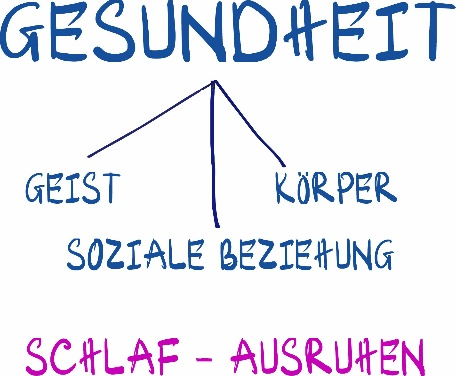 GESUNDHEIT
GEIST KÖRPER
SOZIALE BEZIEHUNG
SCHLAF - AUSRUHEN